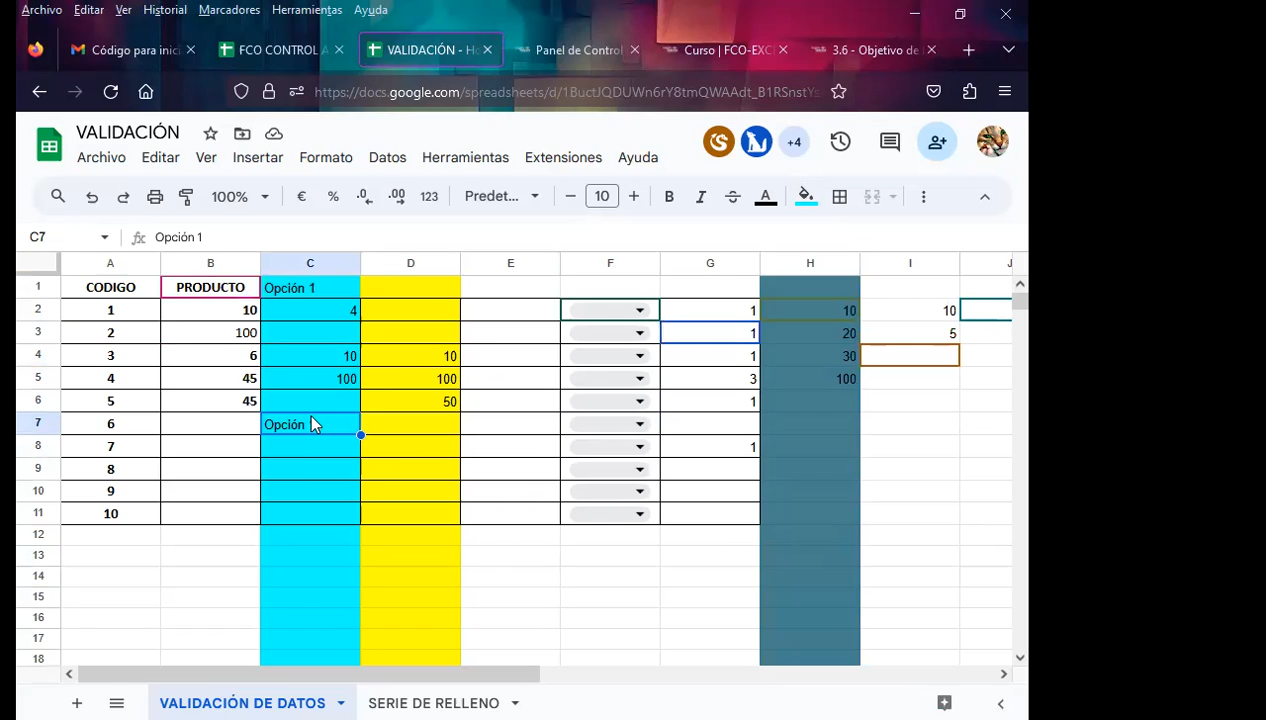 Archivo Editar Ver Historial Marcadores Herramientas Ayuda
Código para inic FCO CONTROL A VALIDACIÓN - Ho Panel de Control Curso | FCO-EXC 3.6 - Objetivo de
https://docs.google.com/spreadsheets/d/
VALIDACIÓN
+4
Archivo Editar Ver Insertar Formato Datos Herramientas Extensiones Ayuda
100% € % .0 .00 123 Predet... 10 B I S A
C7 fx Opción 1
A B C D E F G H I J
1 CODIGO PRODUCTO Opción 1
2 1 10 4 1 10 10
3 2 100 1 20 5
4 3 6 10 10 1 30
5 4 45 100 100 3 100
6 5 45 50 1
7 6 Opción
8 7 1
9 8
10 9
11 10
12
13
14
15
16
17
18
VALIDACIÓN DE DATOS SERIE DE RELLENO